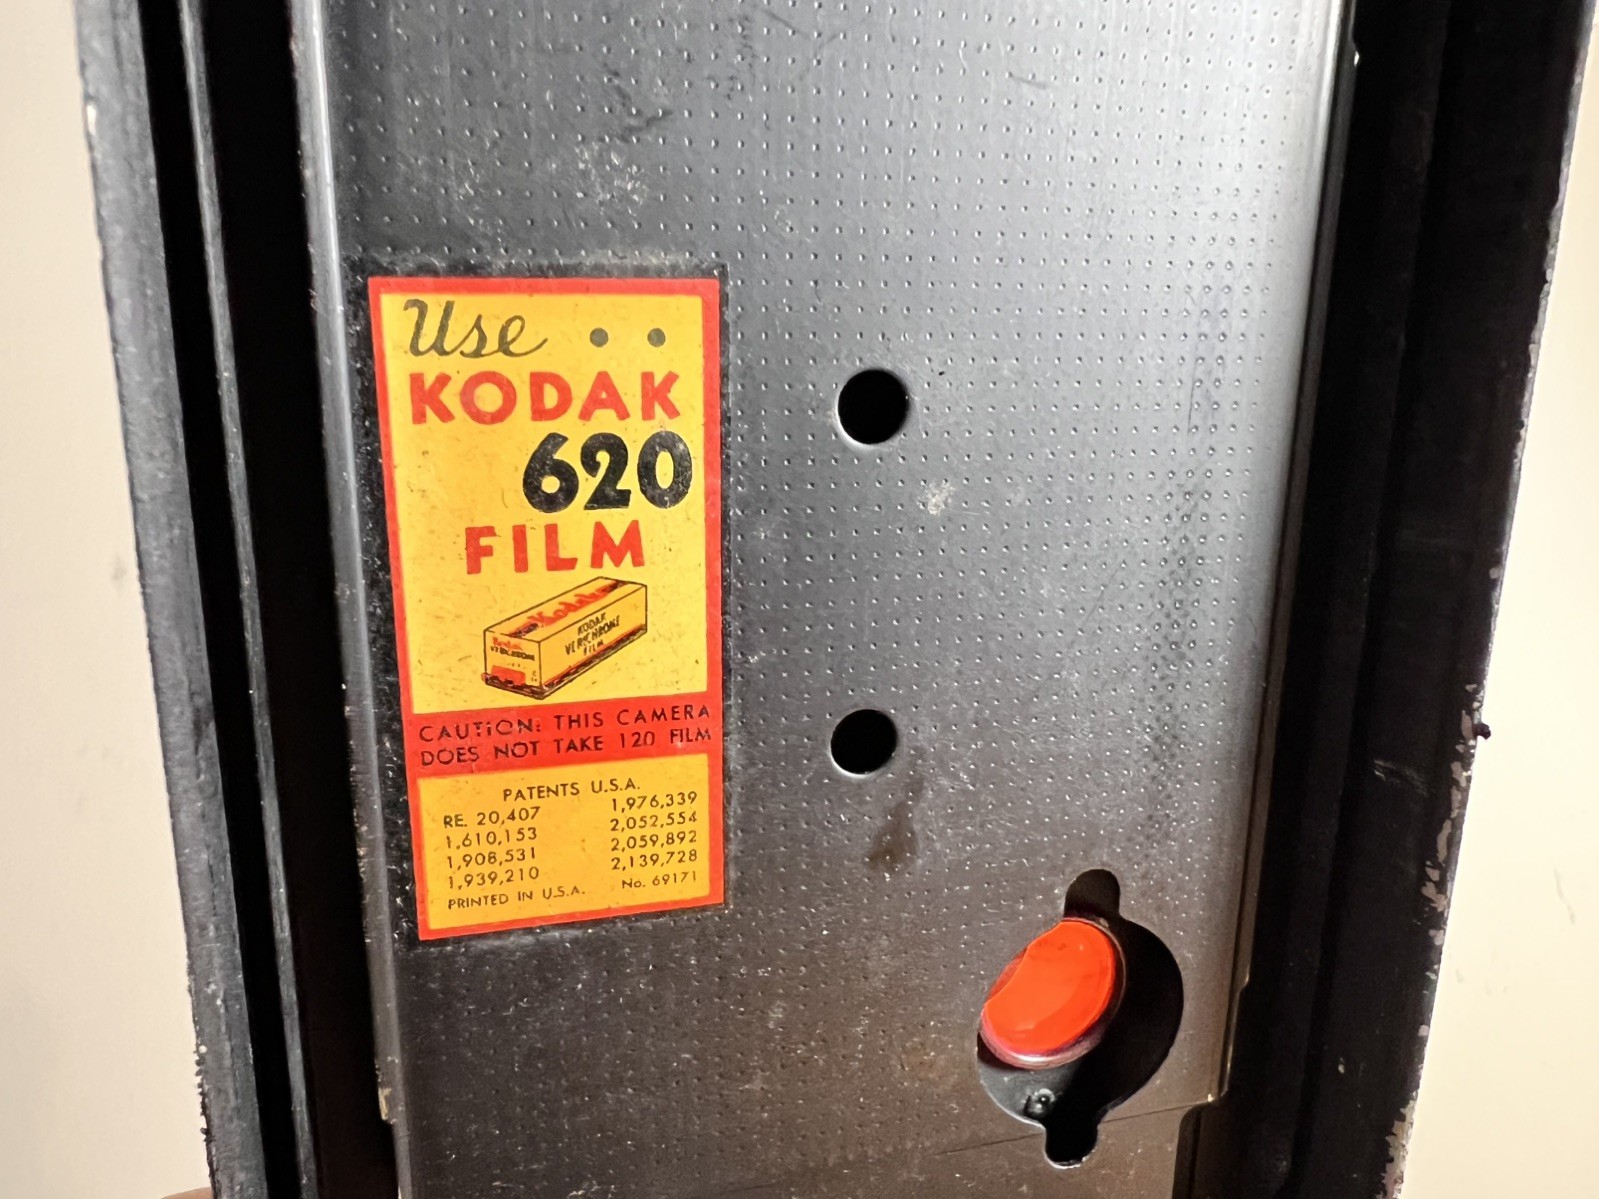 Use ..
KODAK
620
FILM
Kodak
KODAK
VERICHROME
FILM
Kodak
VERICHROME
CAUTION: THIS CAMERA
DOES NOT TAKE 120 FILM
PATENTS U.S.A.
RE. 20,407 1,976,339
1,610,153 2,052,554
1,908,531 2,059,892
1,939,210 2,139,728
PRINTED IN U.S.A. No. 69171